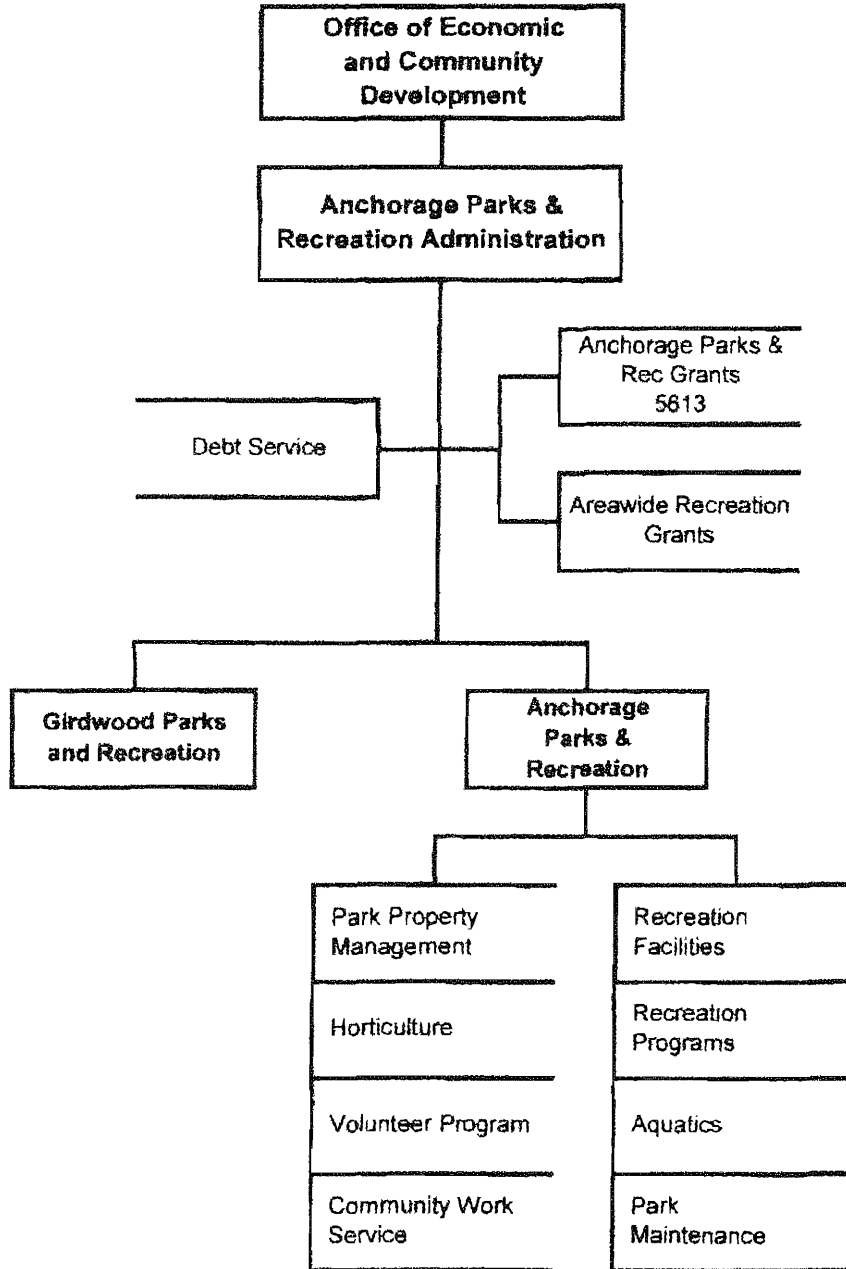 Office of Economic
and Community
Development
Anchorage Parks &
Recreation Administration
Anchorage Parks &
Rec Grants
5613
Debt Service
Areawide Recreation
Grants
Girdwood Parks
and Recreation
Anchorage
Parks &
Recreation
Park Property
Management
Horticulture
Volunteer Program
Community Work
Service
Recreation
Facilities
Recreation
Programs
Aquatics
Park
Maintenance